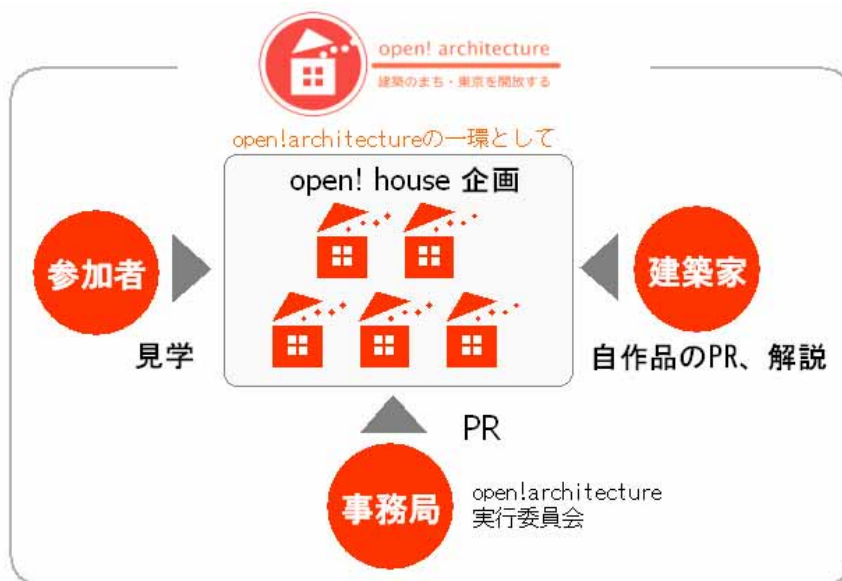 open! architecture
建築のまち・東京を開放する
open!architectureの一環として
open! house 企画
参加者
見学
建築家
自作品のPR、解説
PR
事務局
open!architecture
実行委員会